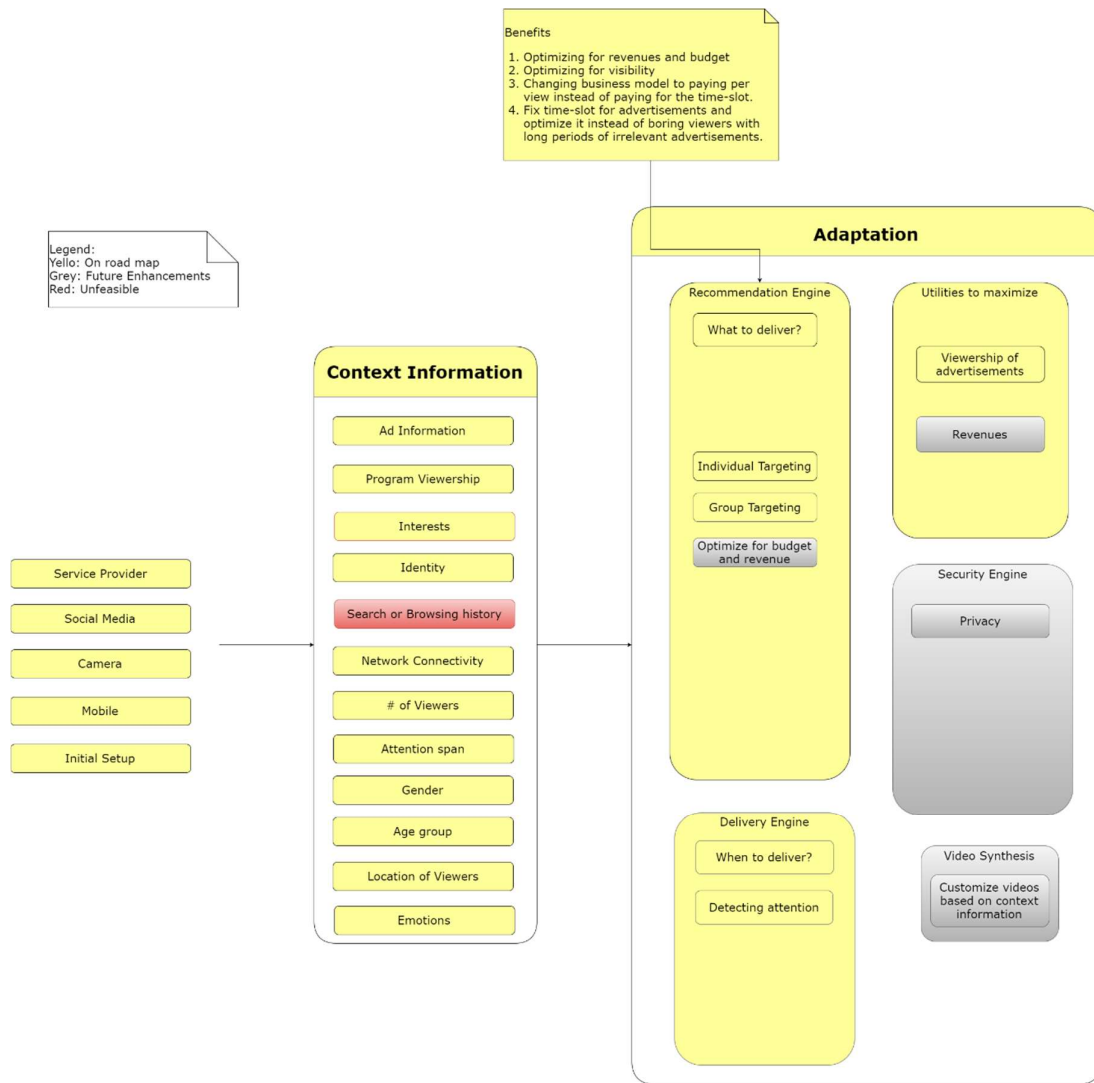 Benefits
1. Optimizing for revenues and budget
2. Optimizing for visibility
3. Changing business model to paying per
view instead of paying for the time-slot.
4. Fix time-slot for advertisements and
optimize it instead of boring viewers with
long periods of irrelevant advertisements.
Legend:
Yello: On road map
Grey: Future Enhancements
Red: Unfeasible
Service Provider
Social Media
Camera
Mobile
Initial Setup
Context Information
Ad Information
Program Viewership
Interests
Identity
Search or Browsing history
Network Connectivity
# of Viewers
Attention span
Gender
Age group
Location of Viewers
Emotions
Adaptation
Recommendation Engine
What to deliver?
Individual Targeting
Group Targeting
Optimize for budget
and revenue
Utilities to maximize
Viewership of
advertisements
Revenues
Security Engine
Privacy
Delivery Engine
When to deliver?
Detecting attention
Video Synthesis
Customize videos
based on context
information